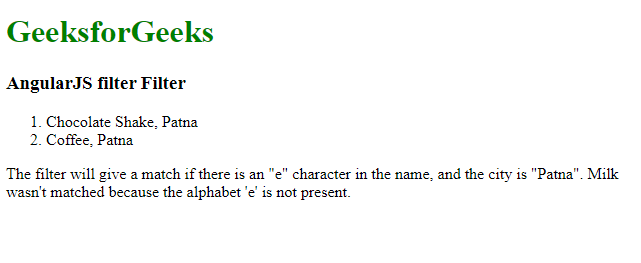 GeeksforGeeks
AngularJS filter Filter
1. Chocolate Shake, Patna
2. Coffee, Patna
The filter will give a match if there is an "e" character in the name, and the city is "Patna". Milk
wasn't matched because the alphabet 'e' is not present.